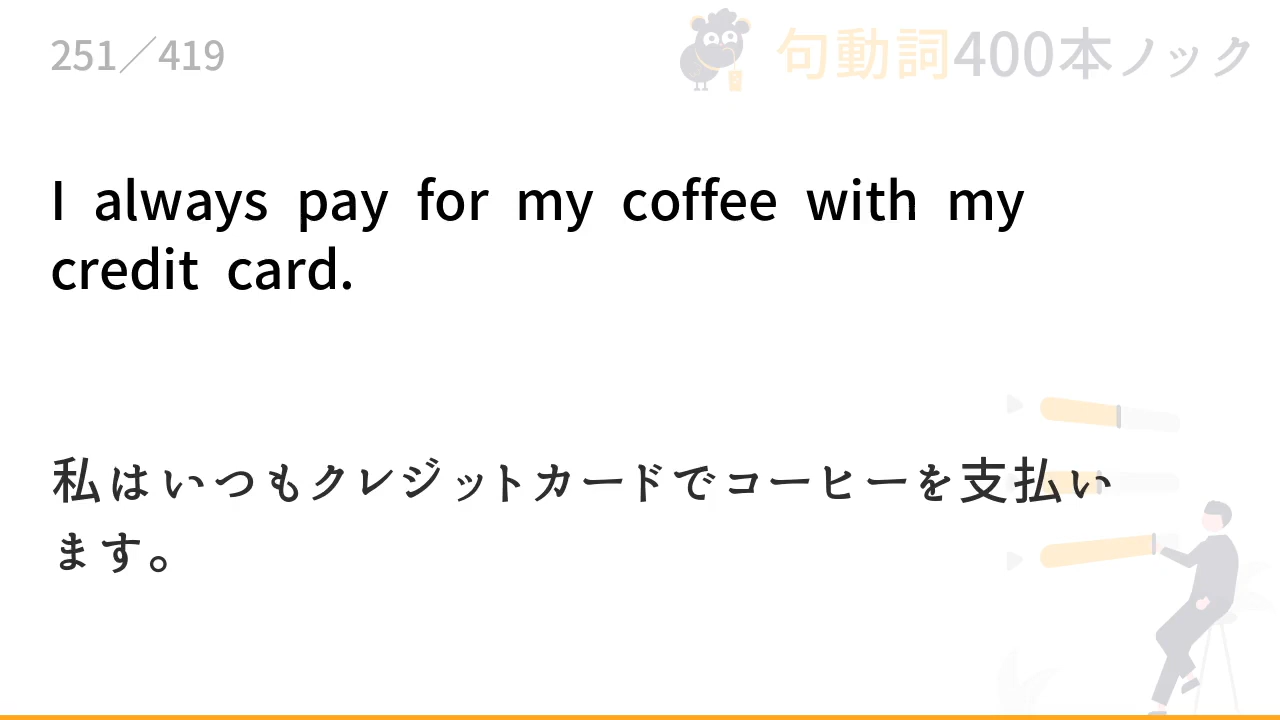 251／419
句動詞400本ノック
I always pay for my coffee with my
credit card.
私はいつもクレジットカードでコーヒーを支払い
ます。